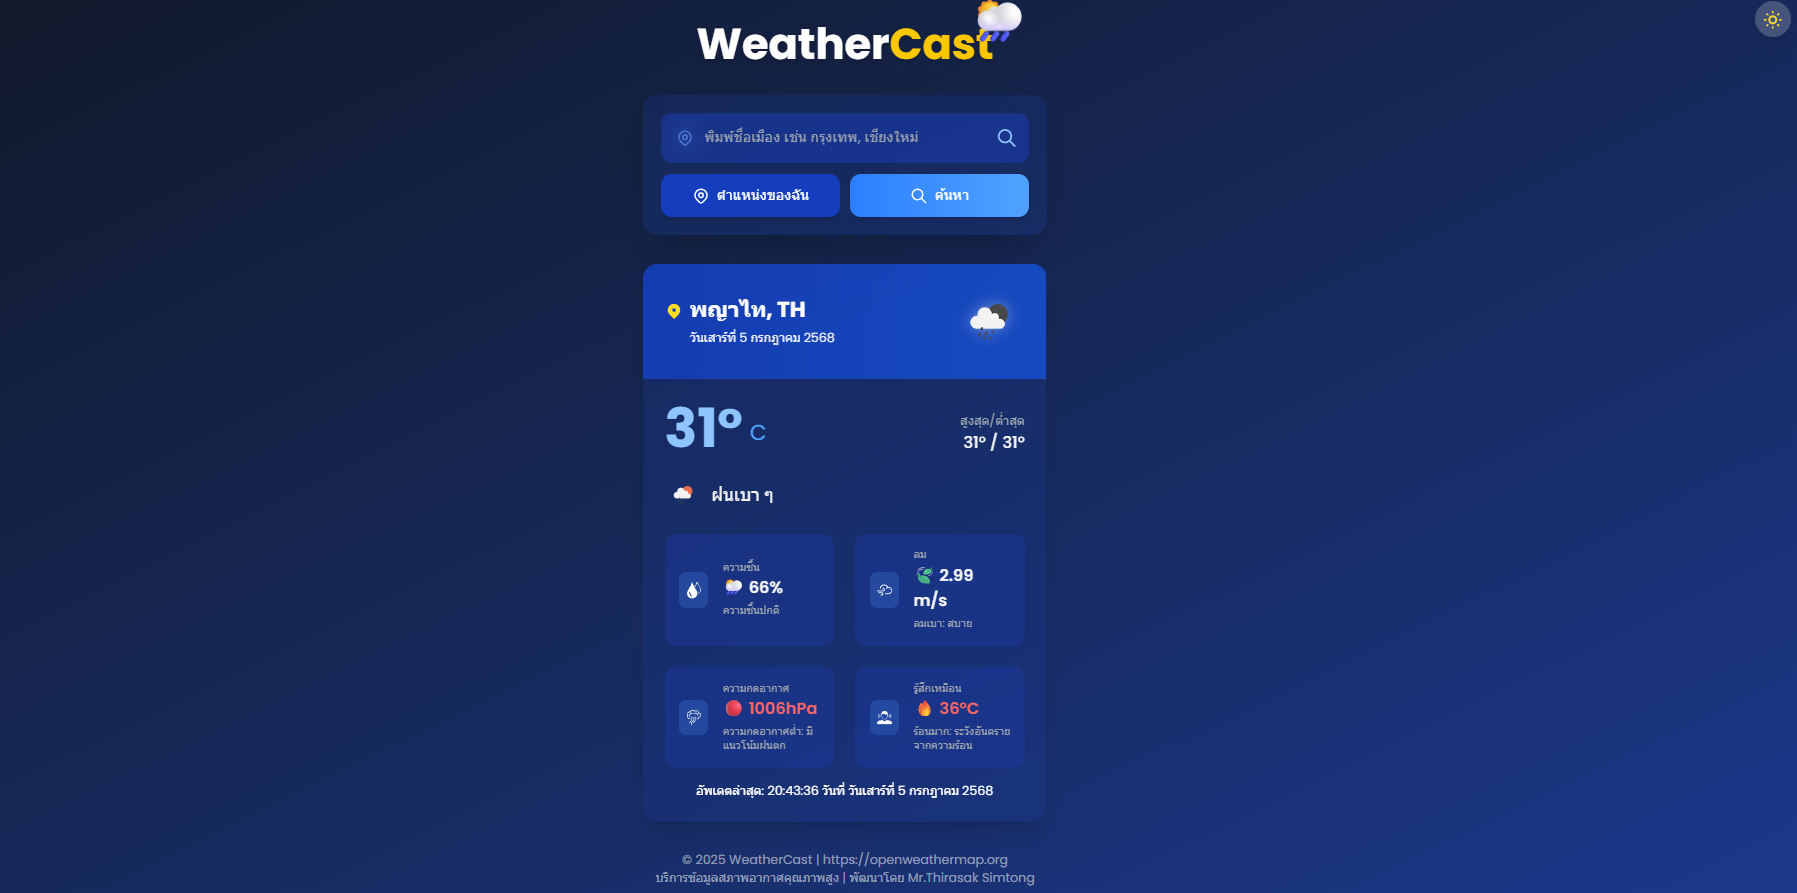 WeatherCast
พิมพ์ชื่อเมือง เช่น กรุงเทพ, เชียงใหม่
ตำแหน่งของฉัน
ค้นหา
พญาไท, TH
วันเสาร์ที่ 5 กรกฎาคม 2568
31° C
สูงสุด/ต่ำสุด
31° / 31°
ฝนเบา ๆ
ความชื้น
66%
ความชื้นปกติ
ลม
2.99
m/s
ลมเบา: สบาย
ความกดอากาศ
1006hPa
ความกดอากาศต่ำ: มี
แนวโน้มฝนตก
รู้สึกเหมือน
36°C
ร้อนมาก: ระวังอันตราย
จากความร้อน
อัพเดตล่าสุด: 20:43:36 วันที่ วันเสาร์ที่ 5 กรกฎาคม 2568
© 2025 WeatherCast | https://openweathermap.org
บริการข้อมูลสภาพอากาศคุณภาพสูง | พัฒนาโดย Mr.Thirasak Simtong